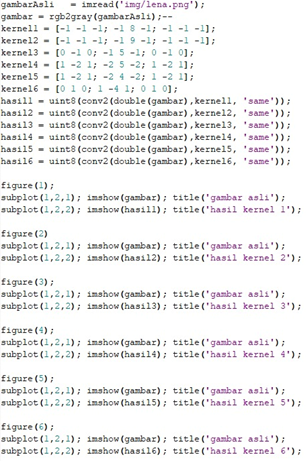 gambarAsli = imread('img/lena.png');
gambar = rgb2gray(gambarAsli);--
kernel1 = [-1 -1 -1; -1 8 -1; -1 -1 -1];
kernel2 = [-1 -1 -1; -1 9 -1; -1 -1 -1];
kernel3 = [0 -1 0; -1 5 -1; 0 -1 0];
kernel4 = [1 -2 1; -2 5 -2; 1 -2 1];
kernel5 = [1 -2 1; -2 4 -2; 1 -2 1];
kernel6 = [0 1 0; 1 -4 1; 0 1 0];
hasil1 = uint8(conv2(double(gambar),kernel1, 'same'));
hasil2 = uint8(conv2(double(gambar),kernel2, 'same'));
hasil3 = uint8(conv2(double(gambar),kernel3, 'same'));
hasil4 = uint8(conv2(double(gambar),kernel4, 'same'));
hasil5 = uint8(conv2(double(gambar),kernel5, 'same'));
hasil6 = uint8(conv2(double(gambar),kernel6, 'same'));
figure(1);
subplot(1,2,1); imshow(gambar); title('gambar asli');
subplot(1,2,2); imshow(hasil1); title('hasil kernel 1');
figure(2)
subplot(1,2,1); imshow(gambar); title('gambar asli');
subplot(1,2,2); imshow(hasil2); title('hasil kernel 2');
figure(3);
subplot(1,2,1); imshow(gambar); title('gambar asli');
subplot(1,2,2); imshow(hasil3); title('hasil kernel 3');
figure(4);
subplot(1,2,1); imshow(gambar); title('gambar asli');
subplot(1,2,2); imshow(hasil4); title('hasil kernel 4');
figure(5);
subplot(1,2,1); imshow(gambar); title('gambar asli');
subplot(1,2,2); imshow(hasil5); title('hasil kernel 5');
figure(6);
subplot(1,2,1); imshow(gambar); title('gambar asli');
subplot(1,2,2); imshow(hasil6); title('hasil kernel 6');